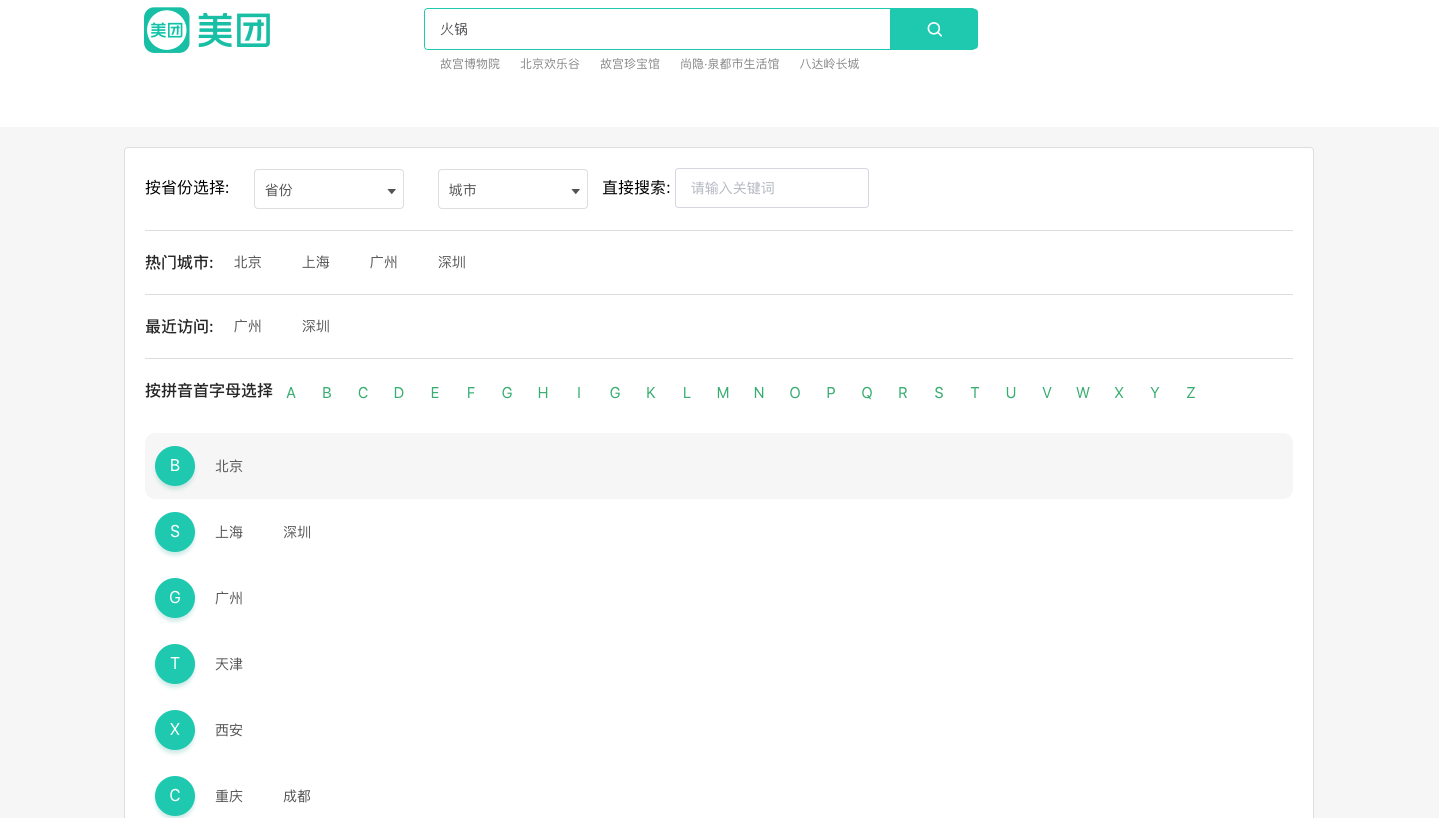 美团 美团 火锅
故宫博物院 北京欢乐谷 故宫珍宝馆 尚隐·泉都市生活馆 八达岭长城
按省份选择: 省份 城市 直接搜索: 请输入关键词
热门城市: 北京 上海 广州 深圳
最近访问: 广州 深圳
按拼音首字母选择 A B C D E F G H I G K L M N O P Q R S T U V W X Y Z
B 北京
S 上海 深圳
G 广州
T 天津
X 西安
C 重庆 成都